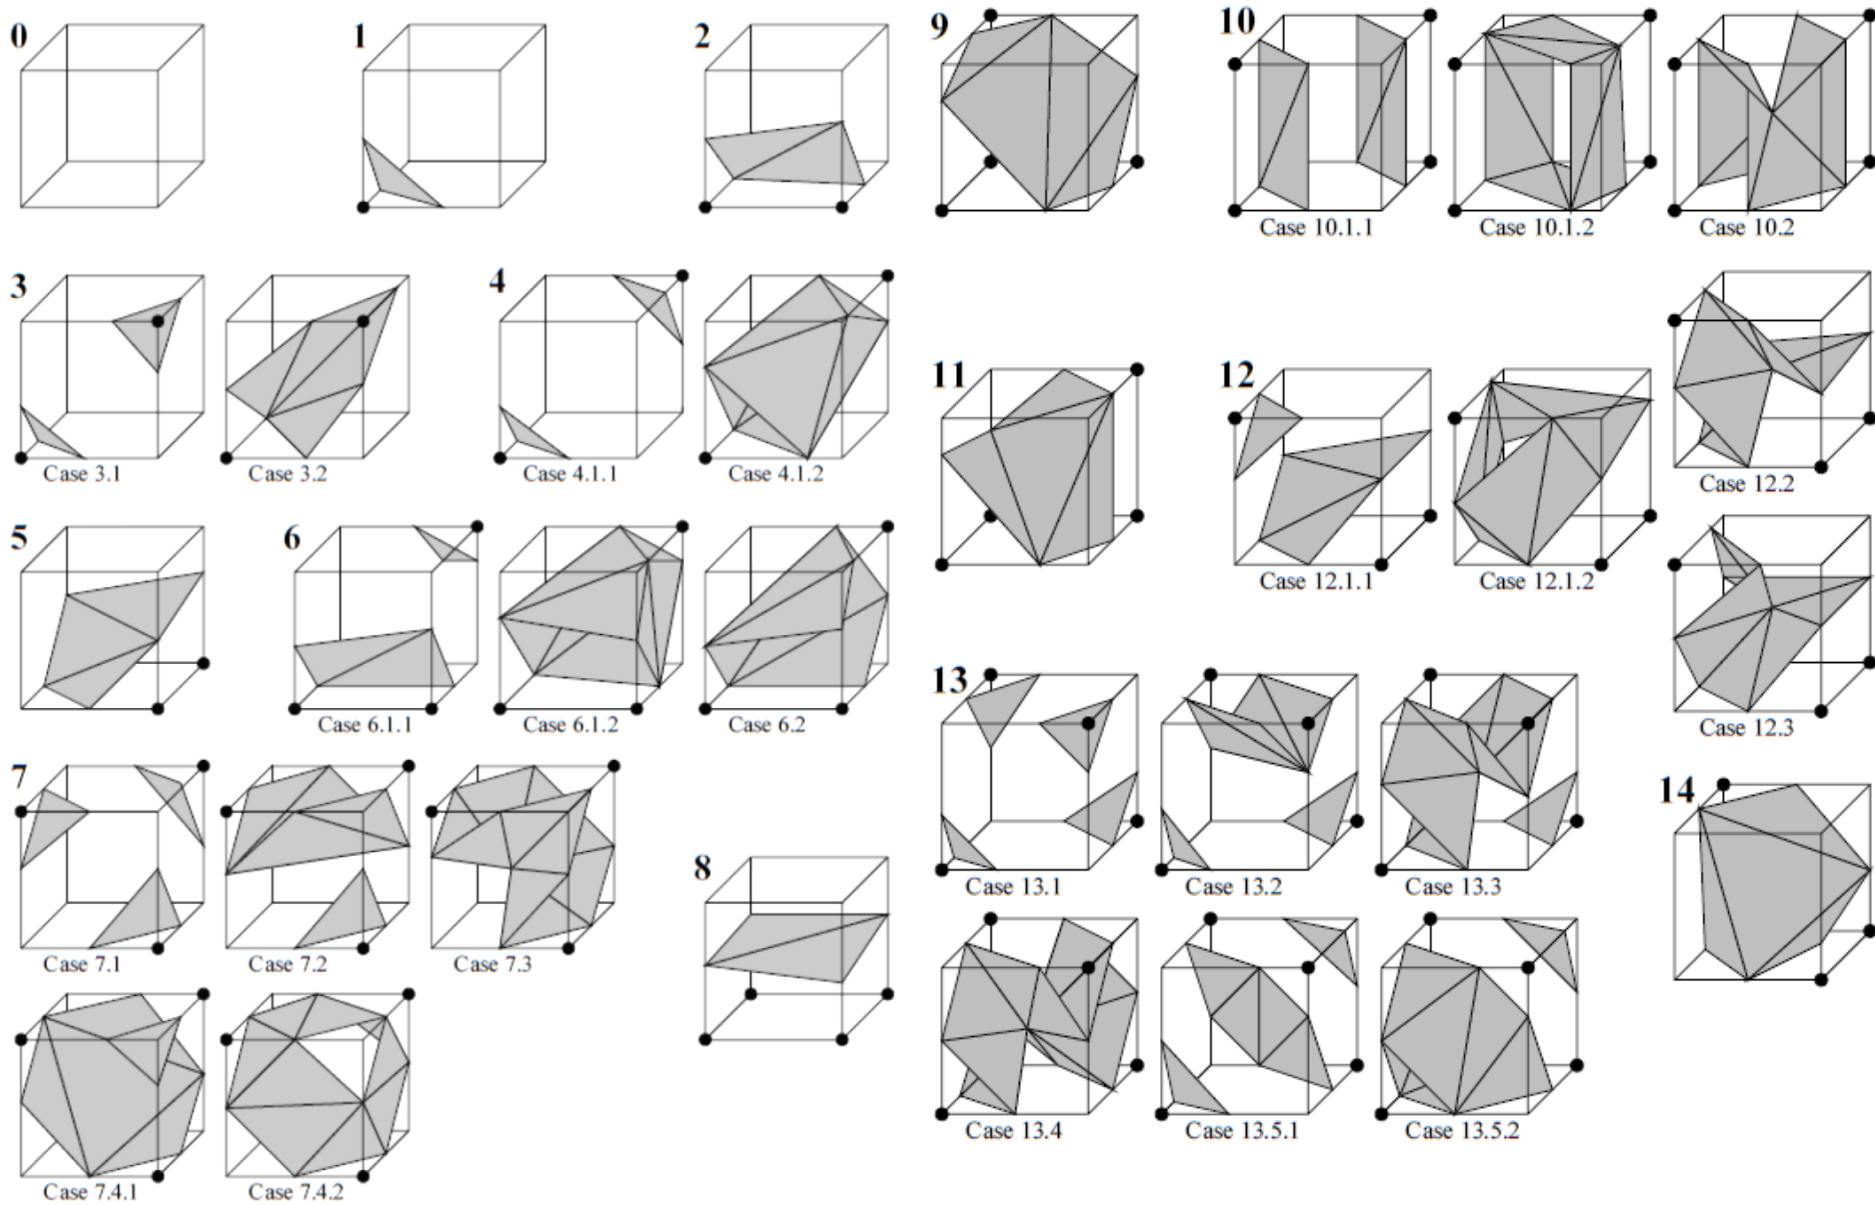 0
1
2
9
10
Case 10.1.1
Case 10.1.2
Case 10.2
3
Case 3.1
Case 3.2
4
Case 4.1.1
Case 4.1.2
11
12
Case 12.1.1
Case 12.1.2
Case 12.2
Case 12.3
5
6
Case 6.1.1
Case 6.1.2
Case 6.2
7
Case 7.1
Case 7.2
Case 7.3
Case 7.4.1
Case 7.4.2
8
13
Case 13.1
Case 13.2
Case 13.3
Case 13.4
Case 13.5.1
Case 13.5.2
14